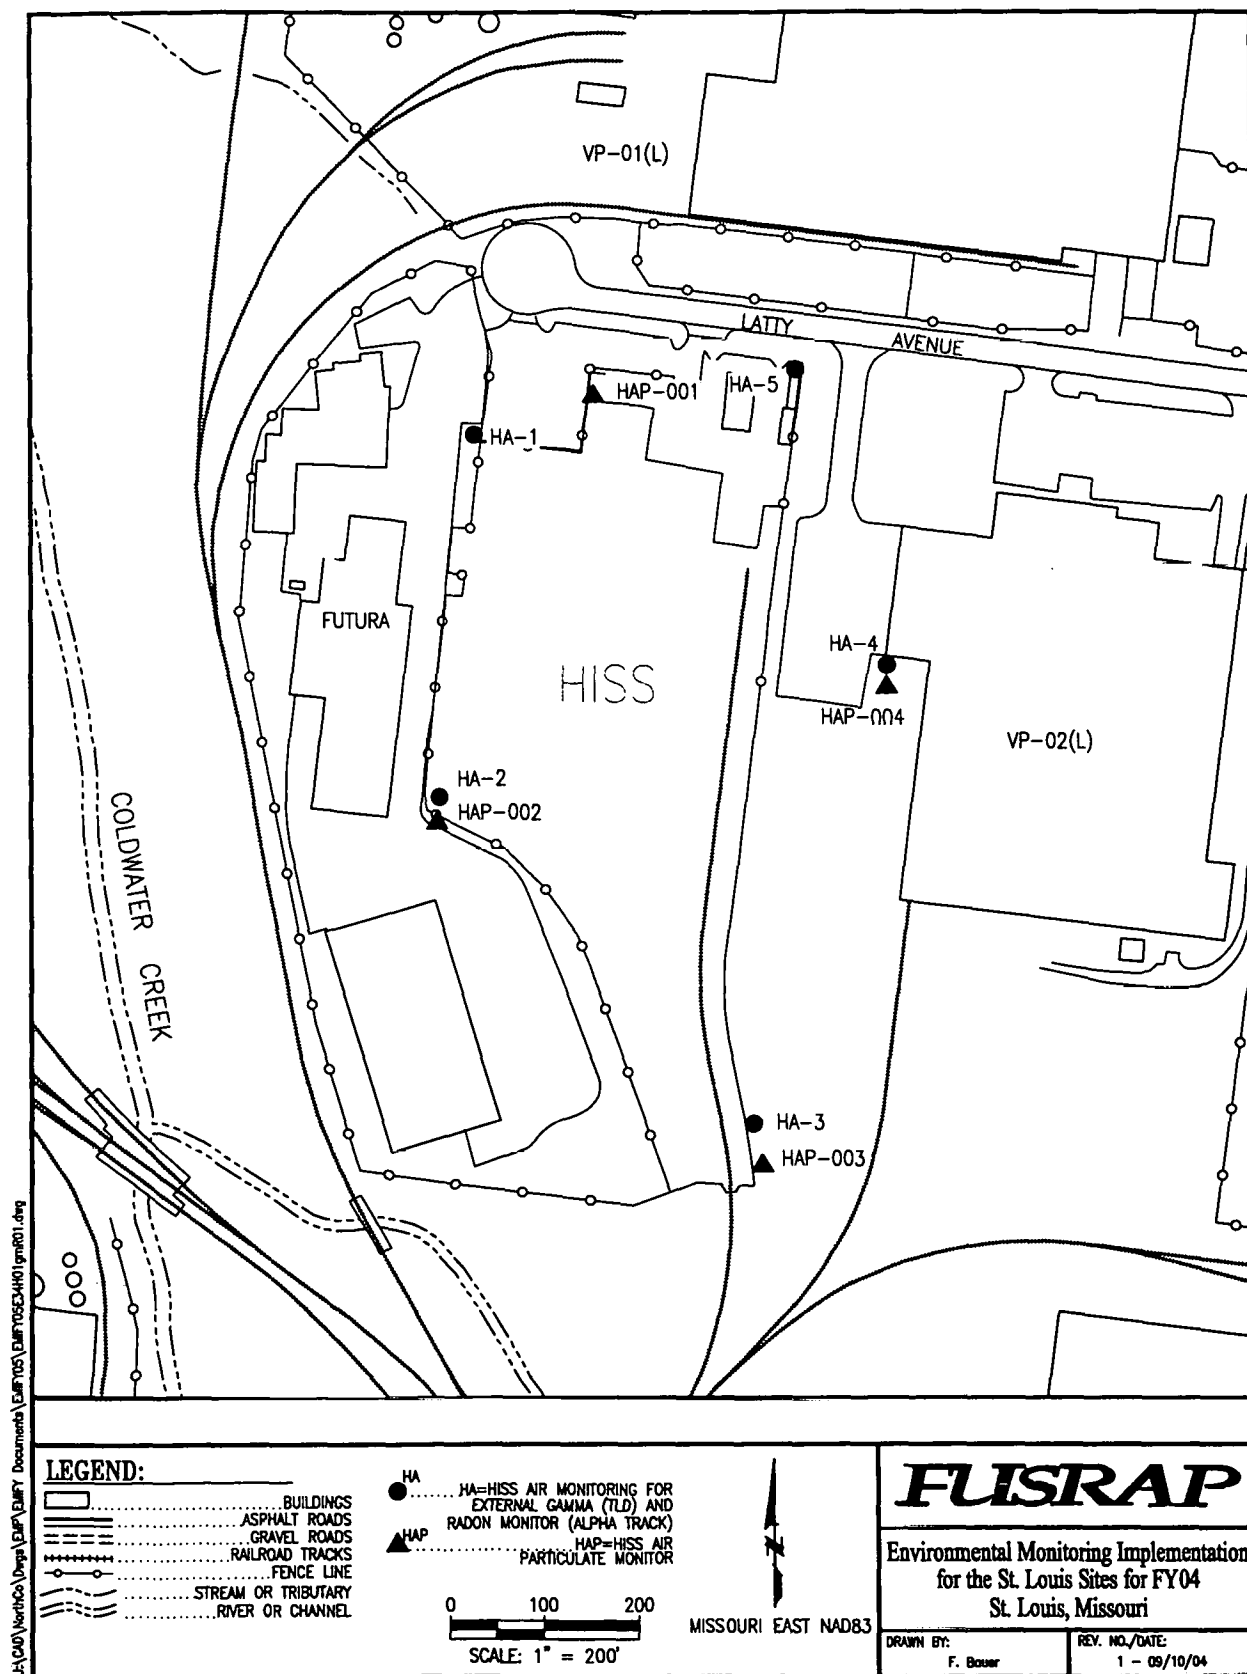 VP-01(L)
LATTY
AVENUE
HA-5
HAP-001
HA-1
FUTURA
HISS
HA-4
HAP-004
VP-02(L)
HA-2
HAP-002
COLDWATER CREEK
HA-3
HAP-003
LEGEND:
BUILDINGS
ASPHALT ROADS
GRAVEL ROADS
RAILROAD TRACKS
FENCE LINE
STREAM OR TRIBUTARY
RIVER OR CHANNEL
HA
HA=HISS AIR MONITORING FOR
EXTERNAL GAMMA (TLD) AND
RADON MONITOR (ALPHA TRACK)
HAP
HAP=HISS AIR
PARTICULATE MONITOR
0 100 200
SCALE: 1" = 200'
N
MISSOURI EAST NAD83
FUSRAP
Environmental Monitoring Implementation
for the St. Louis Sites for FY04
St. Louis, Missouri
DRAWN BY:
F. Bauer
REV. NO./DATE:
1 - 09/10/04